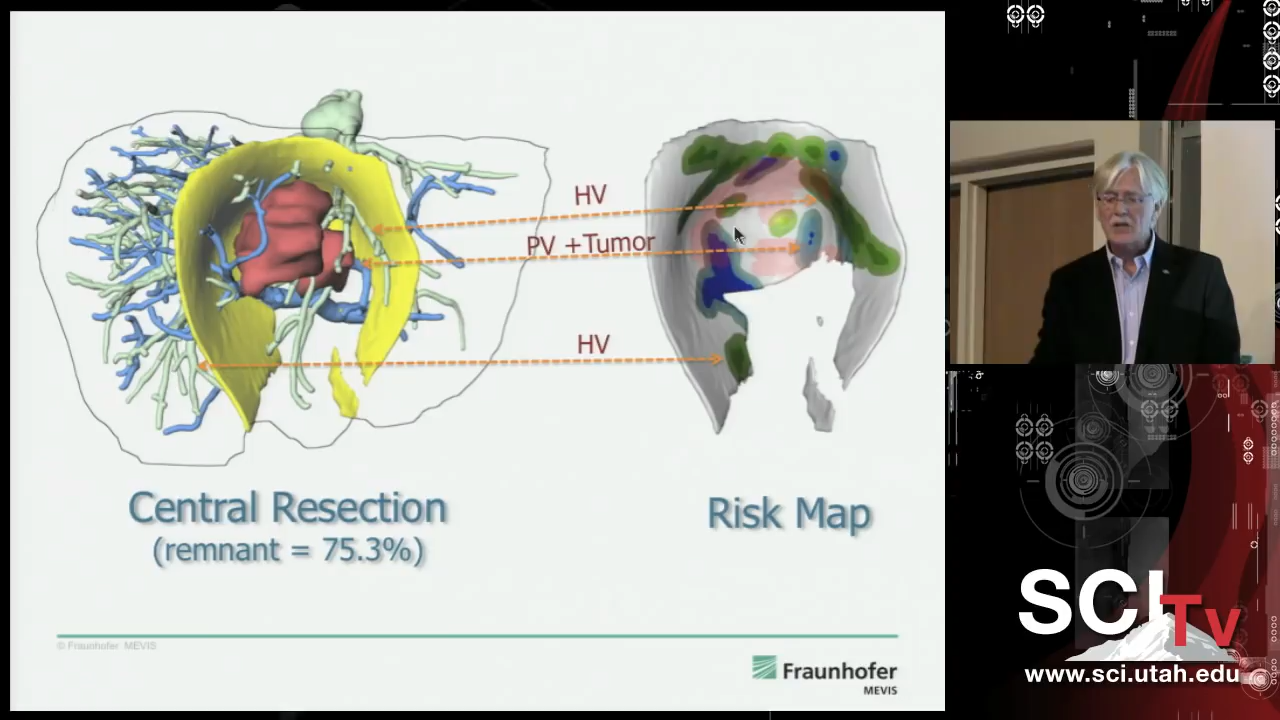 HV
PV +Tumor
HV
Central Resection
(remnant = 75.3%)
Risk Map
© Fraunhofer MEVIS
Fraunhofer
MEVIS
SCI
TV
www.sci.utah.edu